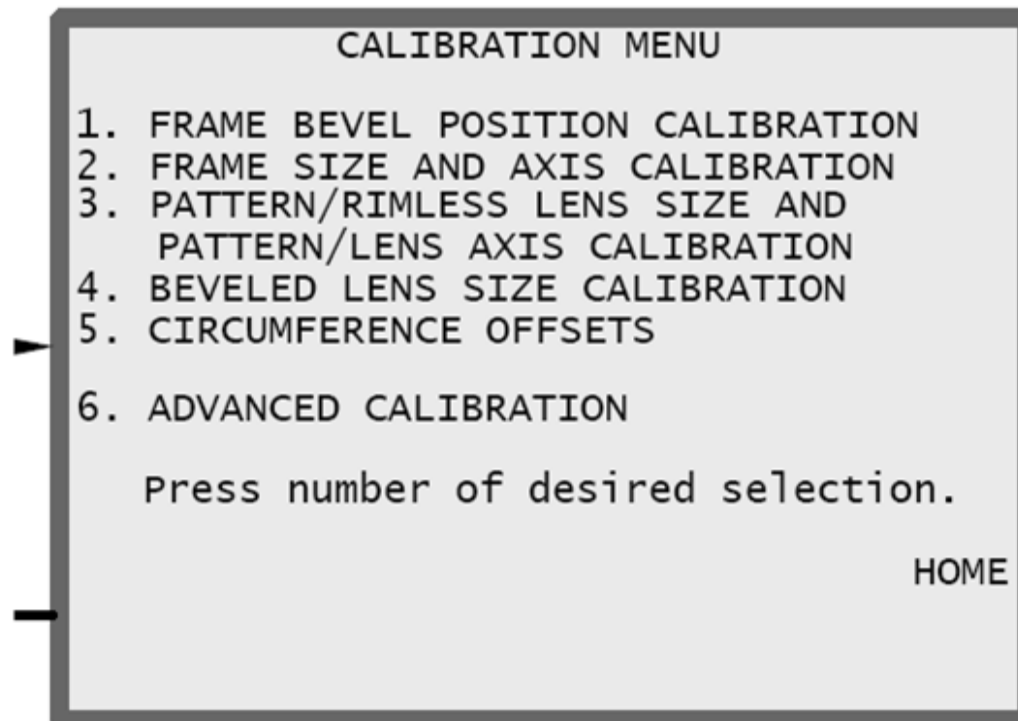 CALIBRATION MENU
1. FRAME BEVEL POSITION CALIBRATION
2. FRAME SIZE AND AXIS CALIBRATION
3. PATTERN/RIMLESS LENS SIZE AND
PATTERN/LENS AXIS CALIBRATION
4. BEVELED LENS SIZE CALIBRATION
5. CIRCUMFERENCE OFFSETS
6. ADVANCED CALIBRATION
Press number of desired selection.
HOME